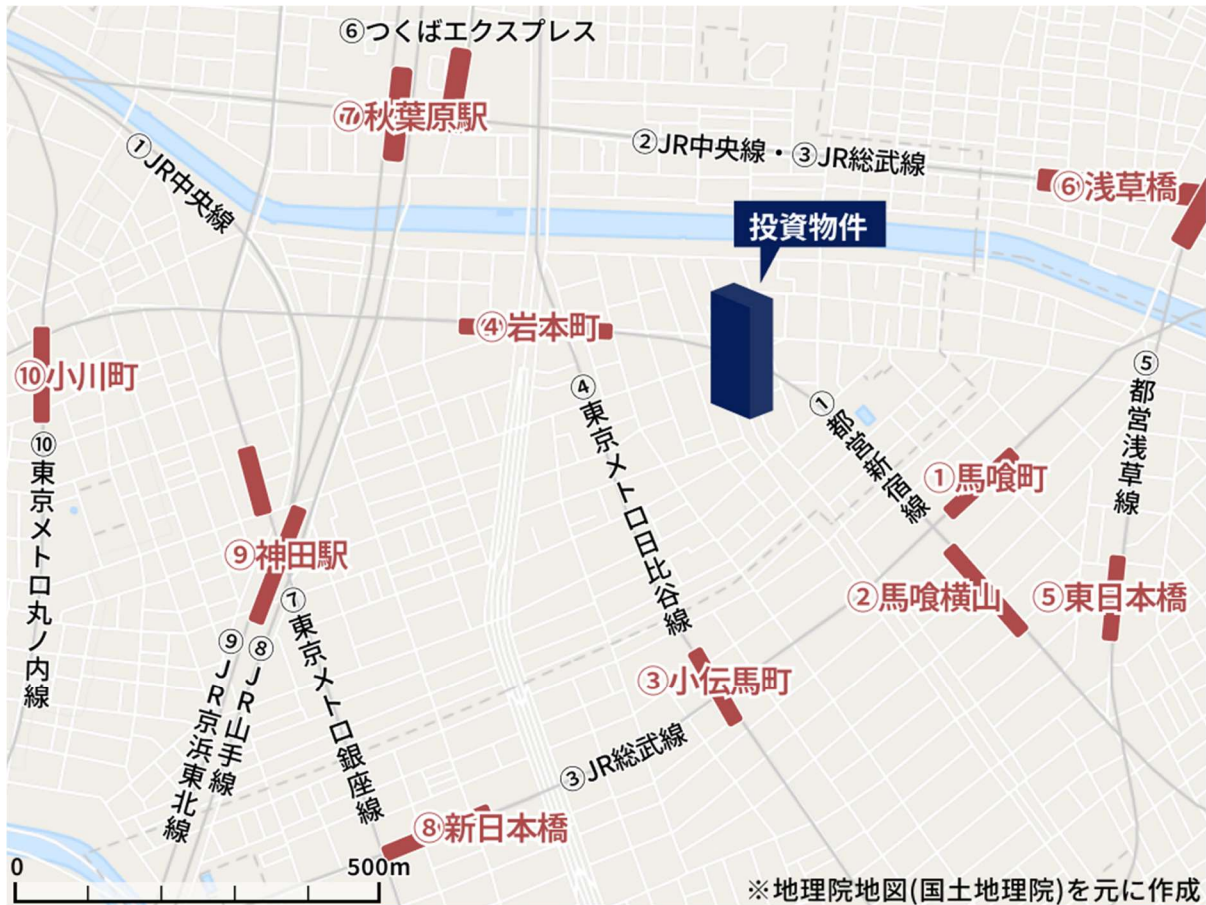 ⑥つくばエクスプレス
⑦秋葉原駅
①JR中央線
②JR中央線・③JR総武線
⑥浅草橋
投資物件
④岩本町
⑩小川町
④東京メトロ日比谷線
①都営新宿線
⑤都営浅草線
⑩東京メトロ丸ノ内線
①馬喰町
⑨神田駅
②馬喰横山
⑤東日本橋
⑦東京メトロ銀座線
⑧JR山手線
⑨JR京浜東北線
③小伝馬町
③JR総武線
⑧新日本橋
0
500m
※地理院地図(国土地理院)を元に作成